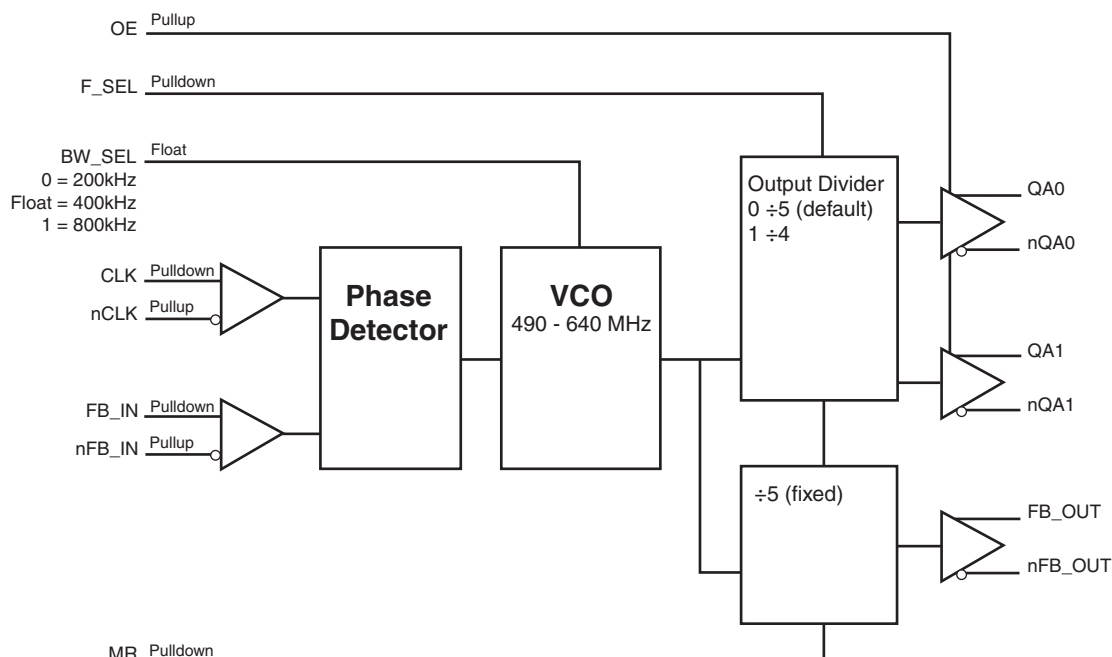 OE Pullup
F_SEL Pulldown
BW_SEL Float
0 = 200kHz
Float = 400kHz
1 = 800kHz
CLK Pulldown
nCLK Pullup
FB_IN Pulldown
nFB_IN Pullup
Phase
Detector
VCO
490 - 640 MHz
Output Divider
0 ÷5 (default)
1 ÷4
÷5 (fixed)
QA0
nQA0
QA1
nQA1
FB_OUT
nFB_OUT
MR Pulldown